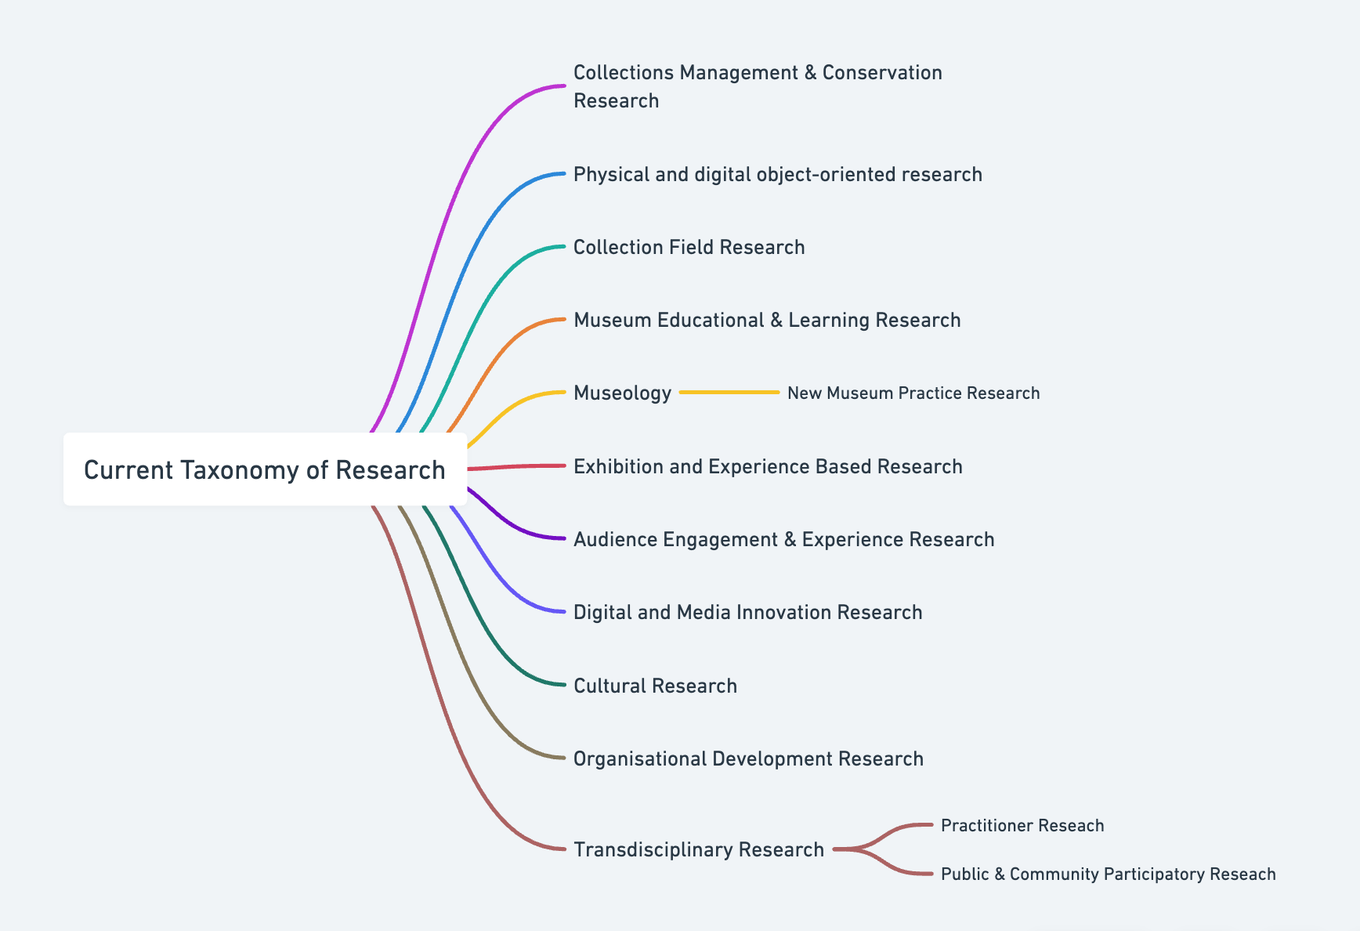 Collections Management & Conservation
Research
Physical and digital object-oriented research
Collection Field Research
Museum Educational & Learning Research
Museology
New Museum Practice Research
Current Taxonomy of Research
Exhibition and Experience Based Research
Audience Engagement & Experience Research
Digital and Media Innovation Research
Cultural Research
Organisational Development Research
Transdisciplinary Research
Practitioner Reseach
Public & Community Participatory Reseach